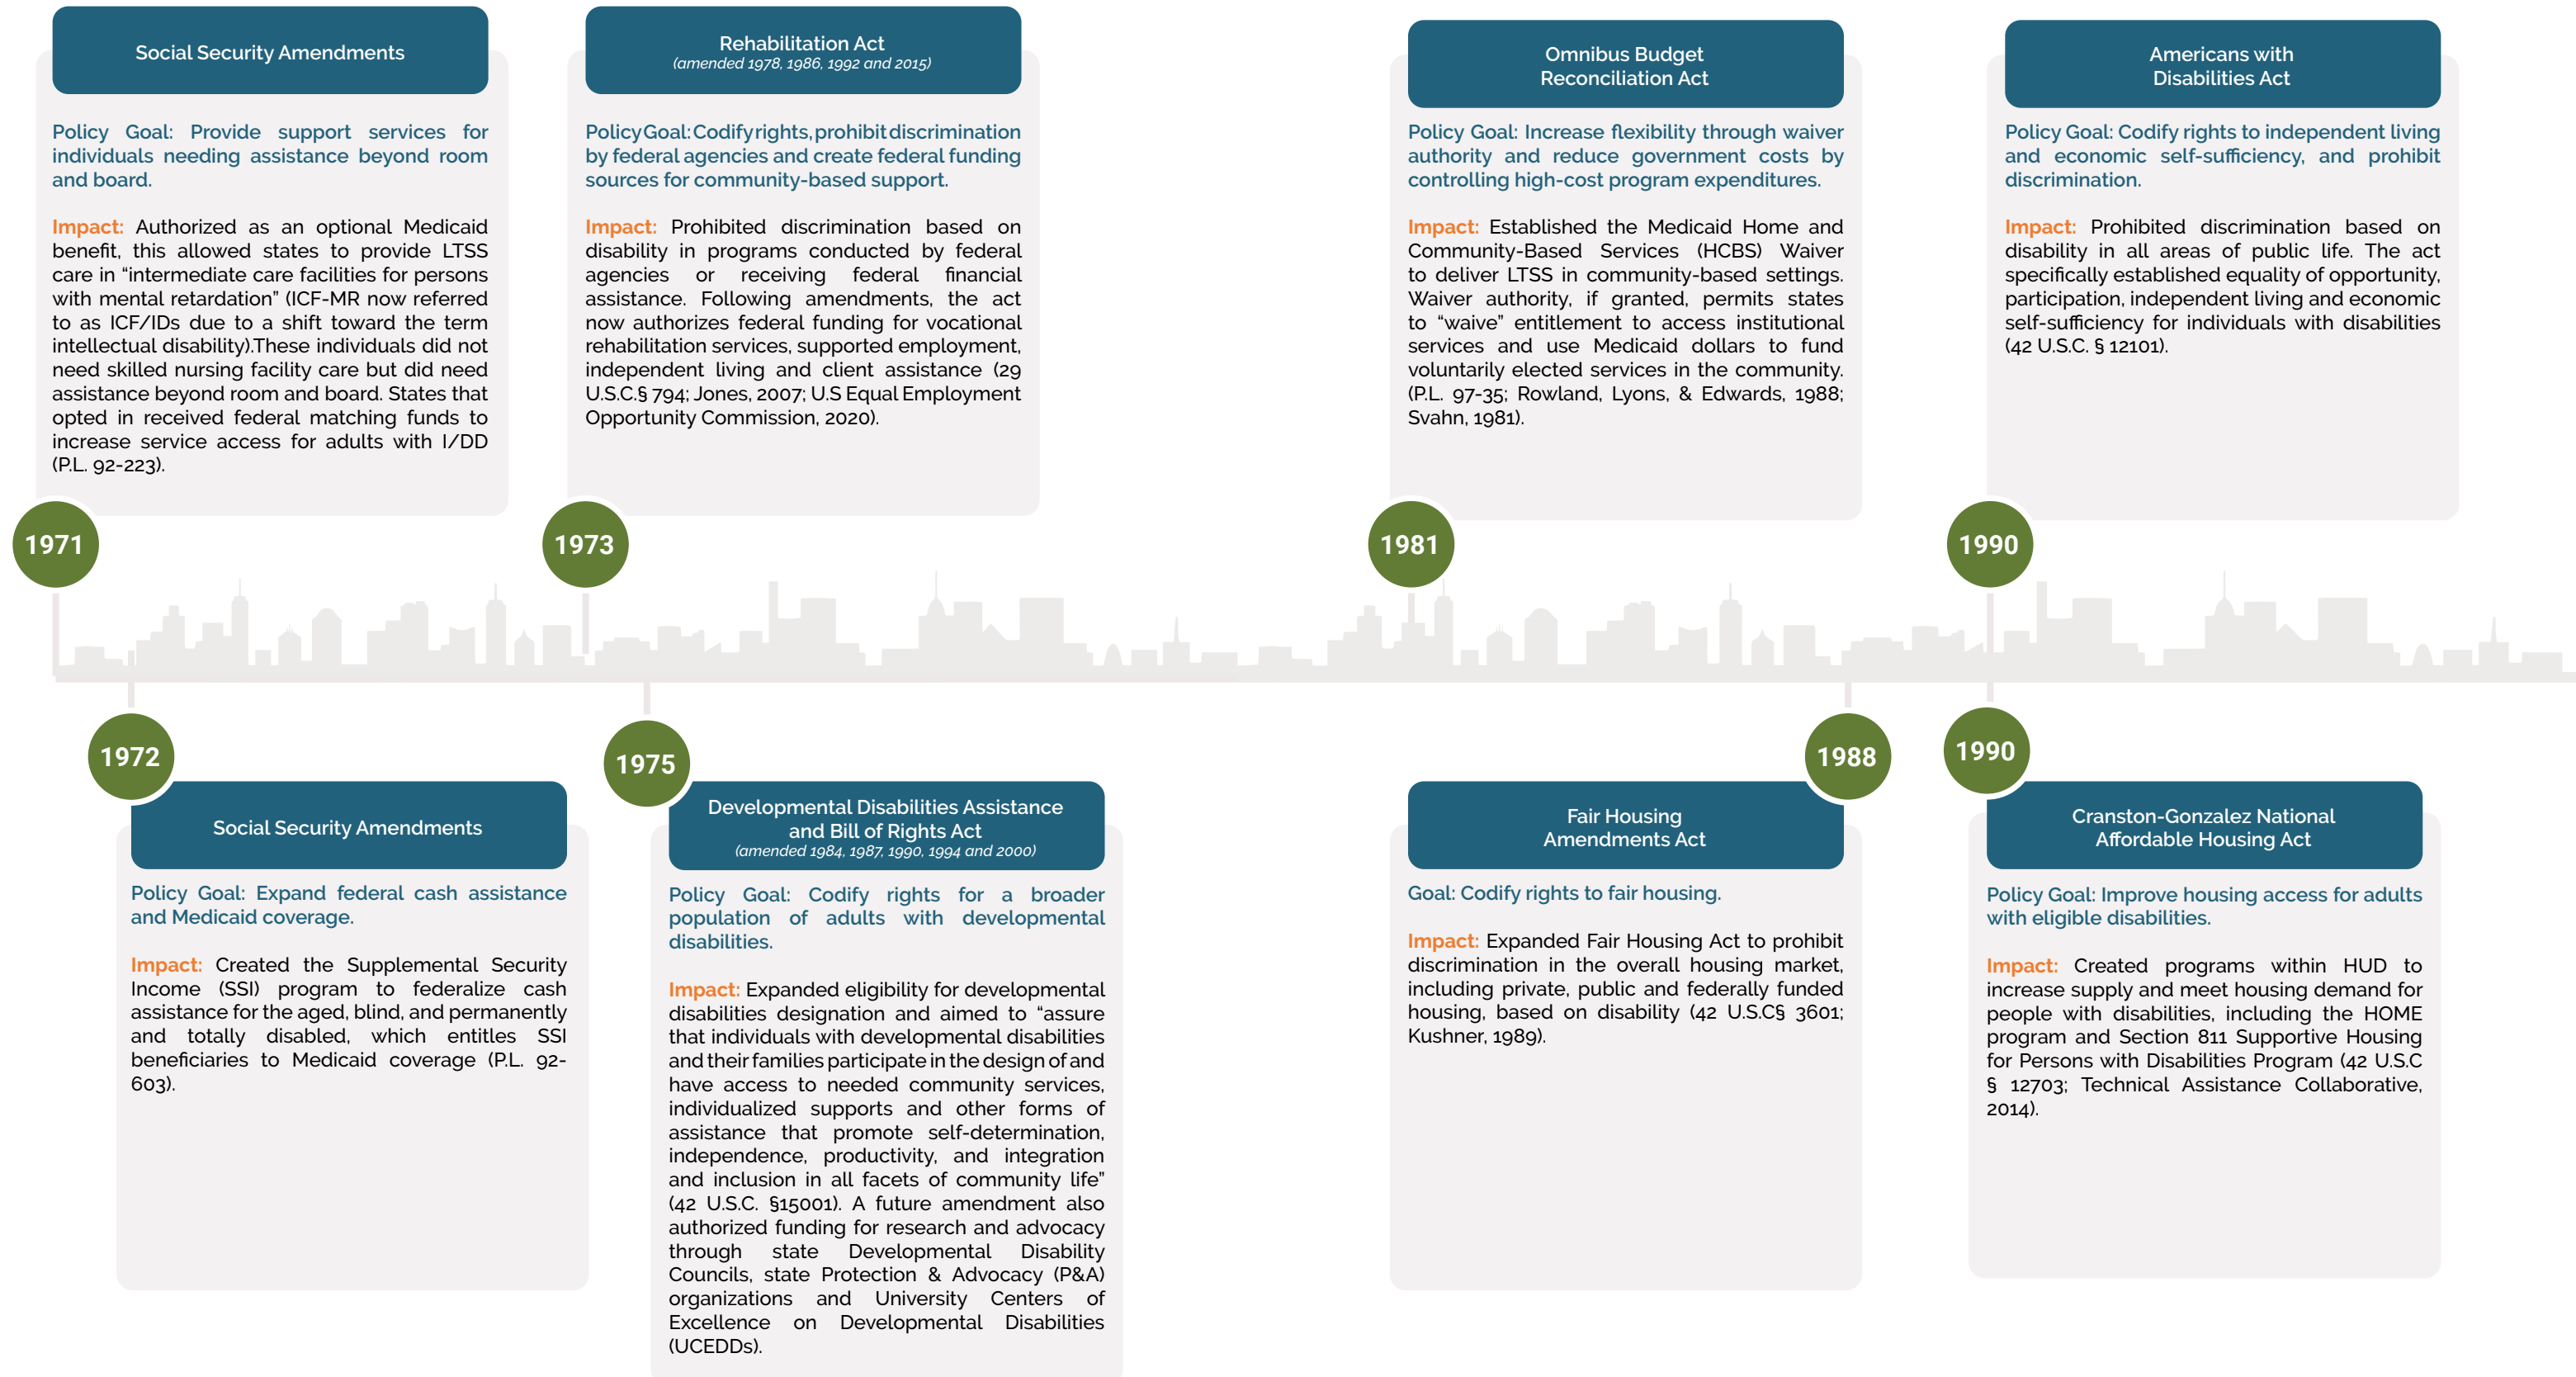 Social Security Amendments
Policy Goal: Provide support services for
individuals needing assistance beyond room
and board.
Impact: Authorized as an optional Medicaid
benefit, this allowed states to provide LTSS
care in “intermediate care facilities for persons
with mental retardation” (ICF-MR now referred
to as ICF/IDs due to a shift toward the term
intellectual disability).These individuals did not
need skilled nursing facility care but did need
assistance beyond room and board. States that
opted in received federal matching funds to
increase service access for adults with I/DD
(P.L. 92-223).
1971
Rehabilitation Act
(amended 1978, 1986, 1992 and 2015)
Policy Goal: Codify rights, prohibit discrimination
by federal agencies and create federal funding
sources for community-based support.
Impact: Prohibited discrimination based on
disability in programs conducted by federal
agencies or receiving federal financial
assistance. Following amendments, the act
now authorizes federal funding for vocational
rehabilitation services, supported employment,
independent living and client assistance (29
U.S.C.§ 794; Jones, 2007; U.S Equal Employment
Opportunity Commission, 2020).
1973
Omnibus Budget
Reconciliation Act
Policy Goal: Increase flexibility through waiver
authority and reduce government costs by
controlling high-cost program expenditures.
Impact: Established the Medicaid Home and
Community-Based Services (HCBS) Waiver
to deliver LTSS in community-based settings.
Waiver authority, if granted, permits states
to “waive” entitlement to access institutional
services and use Medicaid dollars to fund
voluntarily elected services in the community.
(P.L. 97-35; Rowland, Lyons, & Edwards, 1988;
Svahn, 1981).
1981
Americans with
Disabilities Act
Policy Goal: Codify rights to independent living
and economic self-sufficiency, and prohibit
discrimination.
Impact: Prohibited discrimination based on
disability in all areas of public life. The act
specifically established equality of opportunity,
participation, independent living and economic
self-sufficiency for individuals with disabilities
(42 U.S.C. § 12101).
1990
1972
Social Security Amendments
Policy Goal: Expand federal cash assistance
and Medicaid coverage.
Impact: Created the Supplemental Security
Income (SSI) program to federalize cash
assistance for the aged, blind, and permanently
and totally disabled, which entitles SSI
beneficiaries to Medicaid coverage (P.L. 92-
603).
1975
Developmental Disabilities Assistance
and Bill of Rights Act
(amended 1984, 1987, 1990, 1994 and 2000)
Policy Goal: Codify rights for a broader
population of adults with developmental
disabilities.
Impact: Expanded eligibility for developmental
disabilities designation and aimed to “assure
that individuals with developmental disabilities
and their families participate in the design of and
have access to needed community services,
individualized supports and other forms of
assistance that promote self-determination,
independence, productivity, and integration
and inclusion in all facets of community life”
(42 U.S.C. §15001). A future amendment also
authorized funding for research and advocacy
through state Developmental Disability
Councils, state Protection & Advocacy (P&A)
organizations and University Centers of
Excellence on Developmental Disabilities
(UCEDDs).
1988
Fair Housing
Amendments Act
Goal: Codify rights to fair housing.
Impact: Expanded Fair Housing Act to prohibit
discrimination in the overall housing market,
including private, public and federally funded
housing, based on disability (42 U.S.C§ 3601;
Kushner, 1989).
1990
Cranston-Gonzalez National
Affordable Housing Act
Policy Goal: Improve housing access for adults
with eligible disabilities.
Impact: Created programs within HUD to
increase supply and meet housing demand for
people with disabilities, including the HOME
program and Section 811 Supportive Housing
for Persons with Disabilities Program (42 U.S.C
§ 12703; Technical Assistance Collaborative,
2014).